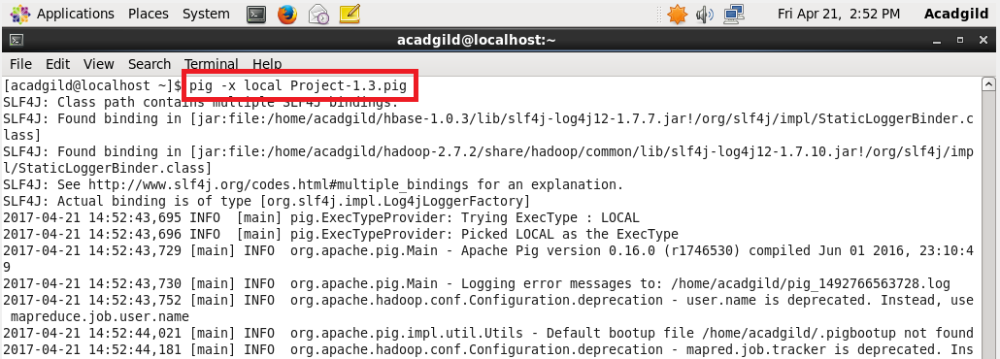 Applications Places System Fri Apr 21, 2:52 PM Acadgild
acadgild@localhost:~
File Edit View Search Terminal Help
[acadgild@localhost ~]$ pig -x local Project-1.3.pig
SLF4J: Class path contains multiple SLF4J bindings.
SLF4J: Found binding in [jar:file:/home/acadgild/hbase-1.0.3/lib/slf4j-log4j12-1.7.7.jar!/org/slf4j/impl/StaticLoggerBinder.c
lass]
SLF4J: Found binding in [jar:file:/home/acadgild/hadoop-2.7.2/share/hadoop/common/lib/slf4j-log4j12-1.7.10.jar!/org/slf4j/imp
l/StaticLoggerBinder.class]
SLF4J: See http://www.slf4j.org/codes.html#multiple_bindings for an explanation.
SLF4J: Actual binding is of type [org.slf4j.impl.Log4jLoggerFactory]
2017-04-21 14:52:43,695 INFO  [main] pig.ExecTypeProvider: Trying ExecType : LOCAL
2017-04-21 14:52:43,696 INFO  [main] pig.ExecTypeProvider: Picked LOCAL as the ExecType
2017-04-21 14:52:43,729 [main] INFO  org.apache.pig.Main - Apache Pig version 0.16.0 (r1746530) compiled Jun 01 2016, 23:10:4
9
2017-04-21 14:52:43,730 [main] INFO  org.apache.pig.Main - Logging error messages to: /home/acadgild/pig_1492766563728.log
2017-04-21 14:52:43,752 [main] INFO  org.apache.hadoop.conf.Configuration.deprecation - user.name is deprecated. Instead, use
 mapreduce.job.user.name
2017-04-21 14:52:44,021 [main] INFO  org.apache.pig.impl.util.Utils - Default bootup file /home/acadgild/.pigbootup not found
2017-04-21 14:52:44,181 [main] INFO  org.apache.hadoop.conf.Configuration.deprecation - mapred.job.tracker is deprecated. Ins